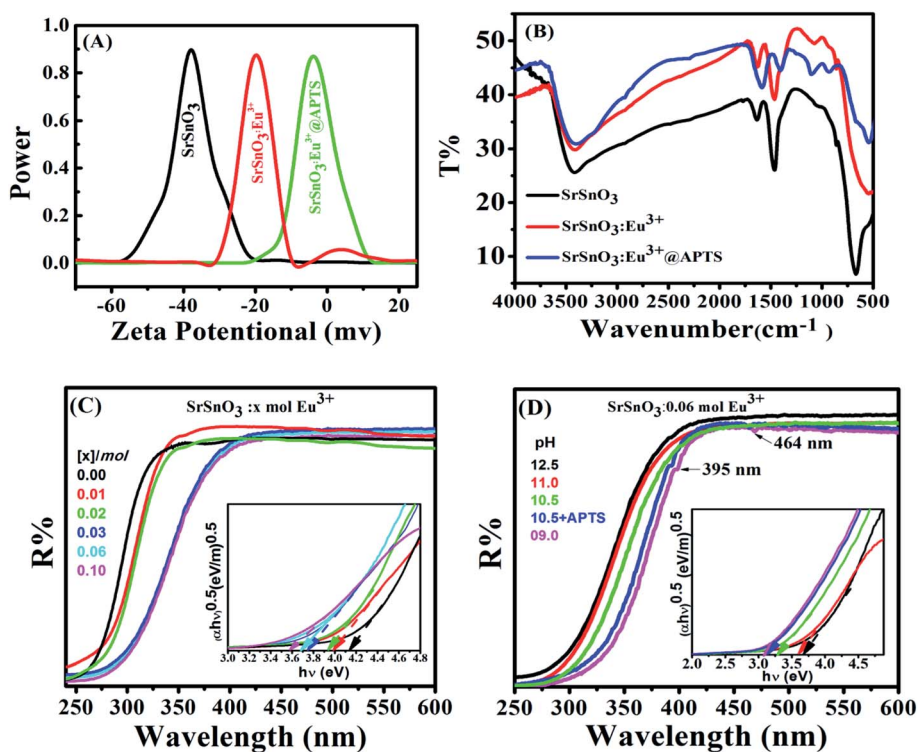 (A)
SrSnO3
SrSnO3:Eu3+
SrSnO3:Eu3+@APTS
Power
1.0
0.8
0.6
0.4
0.2
0.0
-60 -40 -20 0 20
Zeta Potentional (mv)
(B)
T%
50
40
30
20
10
SrSnO3
SrSnO3:Eu3+
SrSnO3:Eu3+@APTS
4000 3500 3000 2500 2000 1500 1000 500
Wavenumber(cm-1)
(C) SrSnO3 :x mol Eu3+
[x]/mol
0.00
0.01
0.02
0.03
0.06
0.10
R%
(αhν)0.5(eV/m)0.5
3.0 3.2 3.4 3.6 3.8 4.0 4.2 4.4 4.6 4.8
hν (eV)
250 300 350 400 450 500 550 600
Wavelength (nm)
(D) SrSnO3:0.06 mol Eu3+
pH
12.5
11.0
10.5
10.5+APTS
09.0
464 nm
395 nm
R%
(αhν)0.5 (eV/m)0.5
2.0 2.5 3.0 3.5 4.0 4.5
hν (eV)
250 300 350 400 450 500 550 600
Wavelength (nm)